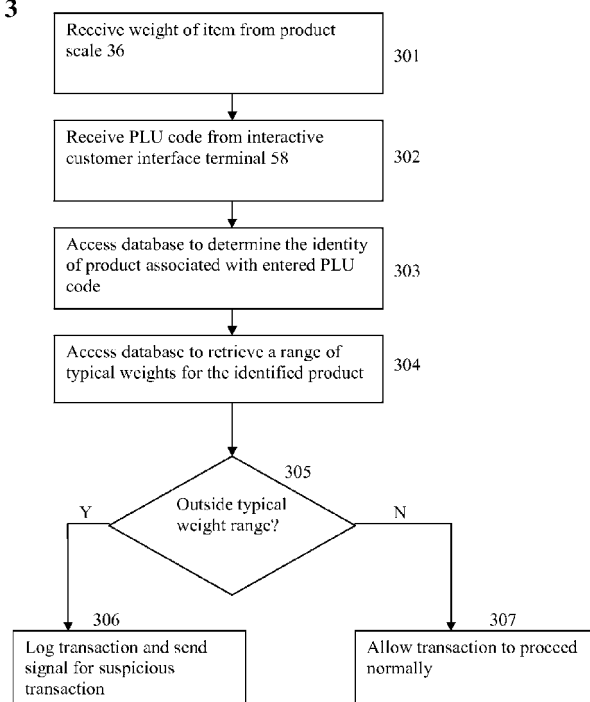 3
Receive weight of item from product
scale 36
301
Receive PLU code from interactive
customer interface terminal 58
302
Access database to determine the identity
of product associated with entered PLU
code
303
Access database to retrieve a range of
typical weights for the identified product
304
305
Outside typical
weight range?
Y
N
306
Log transaction and send
signal for suspicious
transaction
307
Allow transaction to proceed
normally